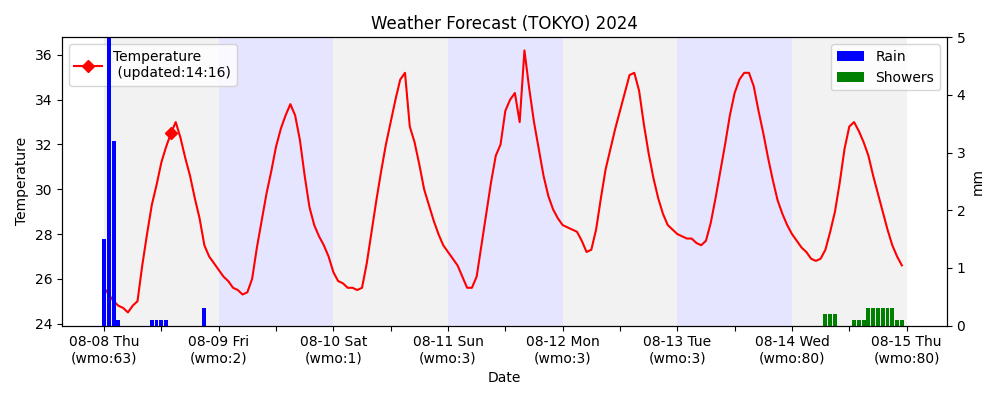 Weather Forecast (TOKYO) 2024
Temperature
(updated:14:16)
Rain
Showers
36
34
32
30
28
26
24
Temperature
5
4
3
2
1
0
mm
08-08 Thu
(wmo:63)
08-09 Fri
(wmo:2)
08-10 Sat
(wmo:1)
08-11 Sun
(wmo:3)
08-12 Mon
(wmo:3)
08-13 Tue
(wmo:3)
08-14 Wed
(wmo:80)
08-15 Thu
(wmo:80)
Date